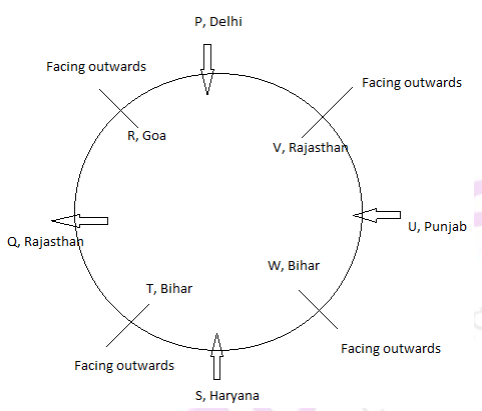 P, Delhi
Facing outwards
Facing outwards
R, Goa
V, Rajasthan
U, Punjab
Q, Rajasthan
W, Bihar
T, Bihar
Facing outwards
Facing outwards
S, Haryana